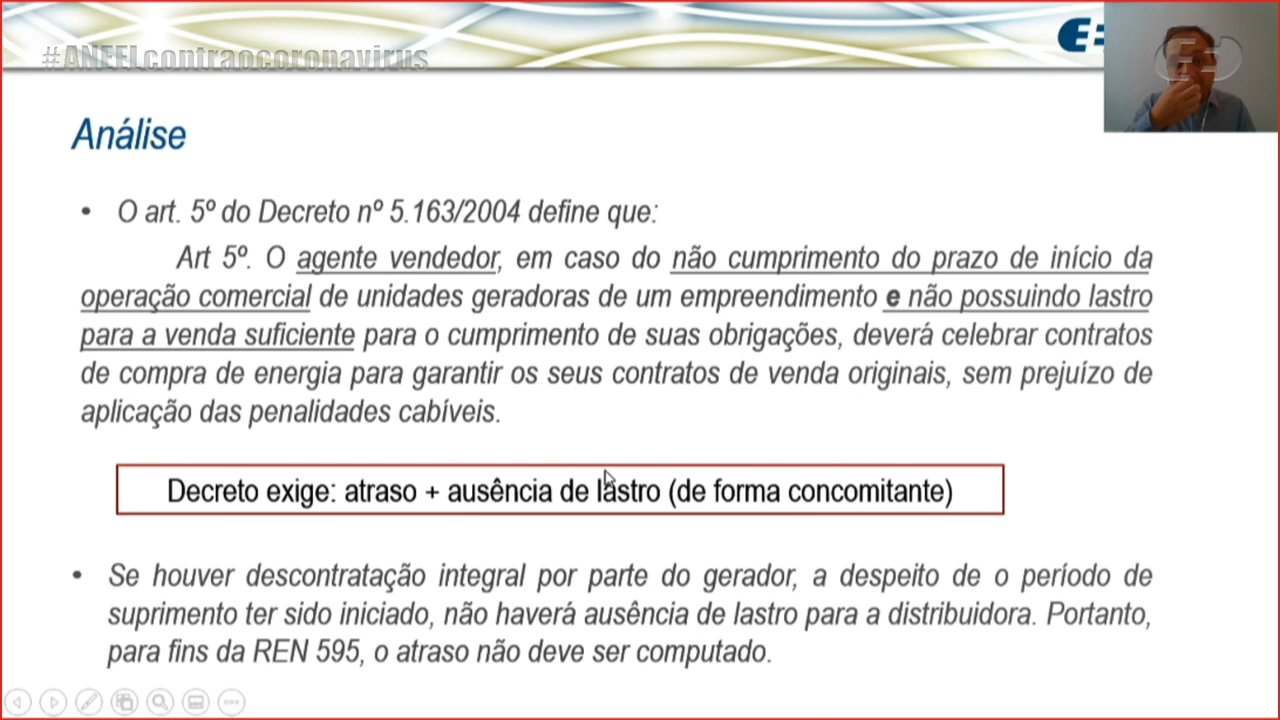 #ANEELcontraocoronavirus
Análise
• O art. 5º do Decreto nº 5.163/2004 define que:
Art 5º. O agente vendedor, em caso do não cumprimento do prazo de início da
operação comercial de unidades geradoras de um empreendimento e não possuindo lastro
para a venda suficiente para o cumprimento de suas obrigações, deverá celebrar contratos
de compra de energia para garantir os seus contratos de venda originais, sem prejuízo de
aplicação das penalidades cabíveis.
Decreto exige: atraso + ausência de lastro (de forma concomitante)
• Se houver descontratação integral por parte do gerador, a despeito de o período de
suprimento ter sido iniciado, não haverá ausência de lastro para a distribuidora. Portanto,
para fins da REN 595, o atraso não deve ser computado.